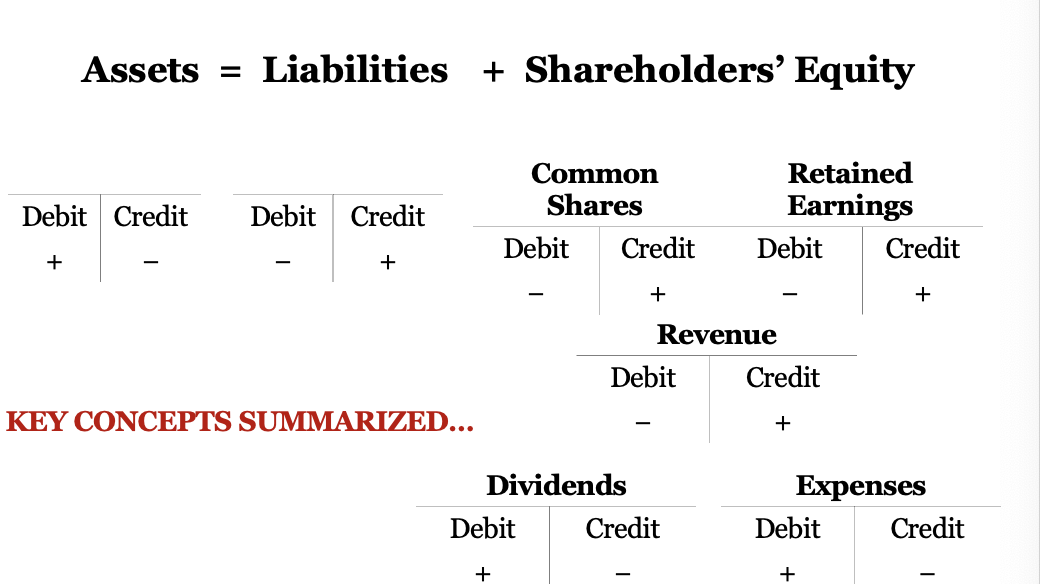 Assets = Liabilities + Shareholders’ Equity
Common
Shares
Retained
Earnings
Debit Credit
+ –
Debit Credit
– +
Debit Credit
– +
Debit Credit
– +
Revenue
Debit Credit
– +
KEY CONCEPTS SUMMARIZED...
Dividends
Debit Credit
+ –
Expenses
Debit Credit
+ –